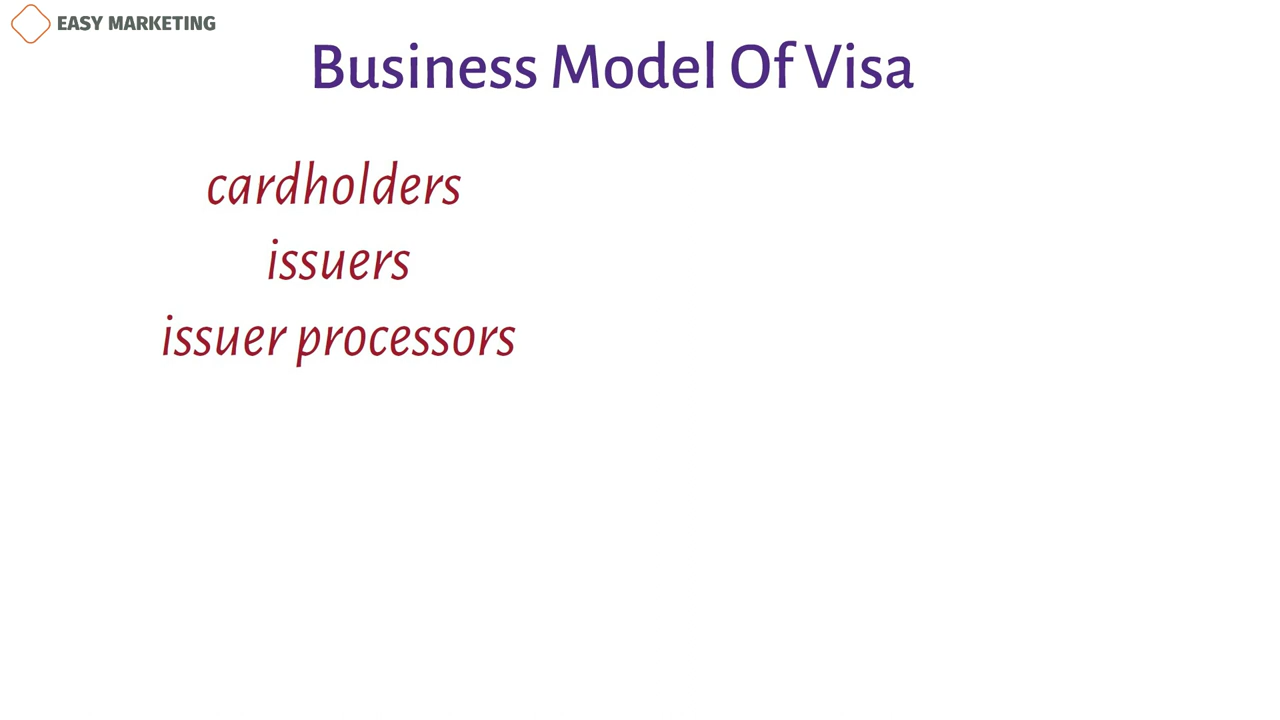 EASY MARKETING
Business Model Of Visa
cardholders
issuers
issuer processors